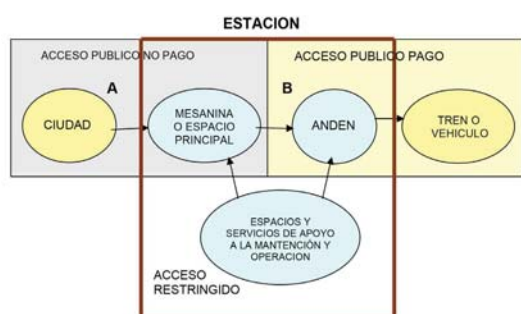 ESTACION
ACCESO PUBLICO NO PAGO
ACCESO PUBLICO PAGO
A
B
CIUDAD
MESANINA
O ESPACIO
PRINCIPAL
ANDEN
TREN O
VEHICULO
ESPACIOS Y
SERVICIOS DE APOYO
A LA MANTENCIÓN Y
OPERACION
ACCESO
RESTRINGIDO